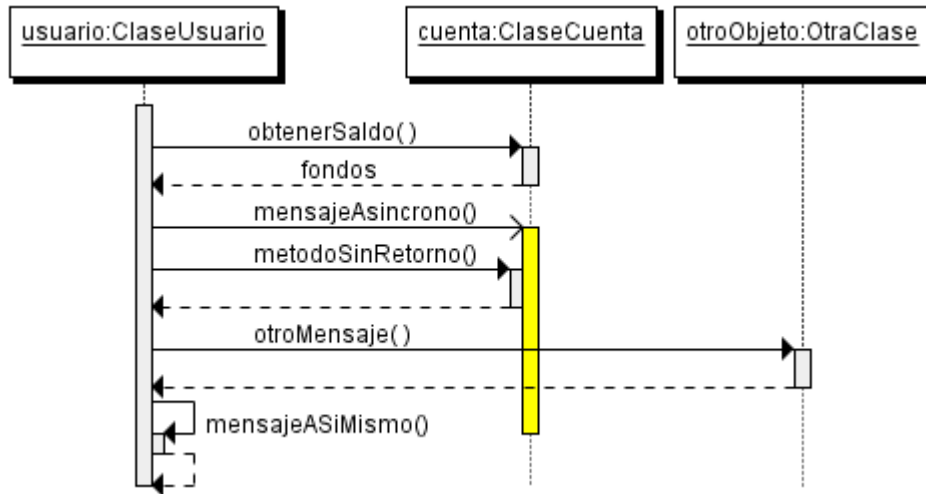 usuario:ClaseUsuario
cuenta:ClaseCuenta
otroObjeto:OtraClase
obtenerSaldo( )
fondos
mensajeAsincrono()
metodoSinRetorno()
otroMensaje( )
mensajeASiMismo()